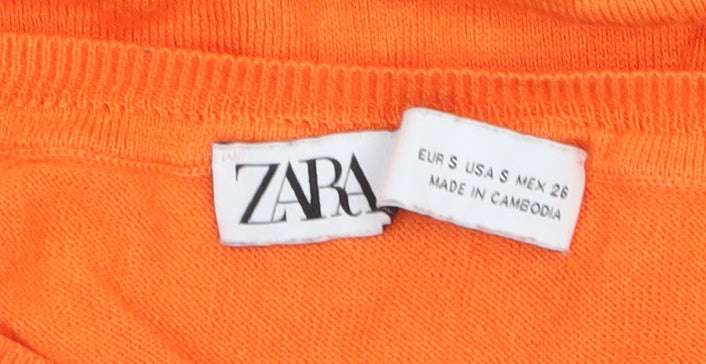 ZARA
EUR S USA S MEX 26
MADE IN CAMBODIA